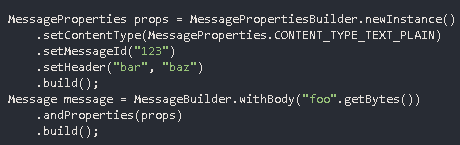 MessageProperties props = MessagePropertiesBuilder.newInstance()
    .setContentType(MessageProperties.CONTENT_TYPE_TEXT_PLAIN)
    .setMessageId("123")
    .setHeader("bar", "baz")
    .build();
Message message = MessageBuilder.withBody("foo".getBytes())
    .andProperties(props)
    .build();